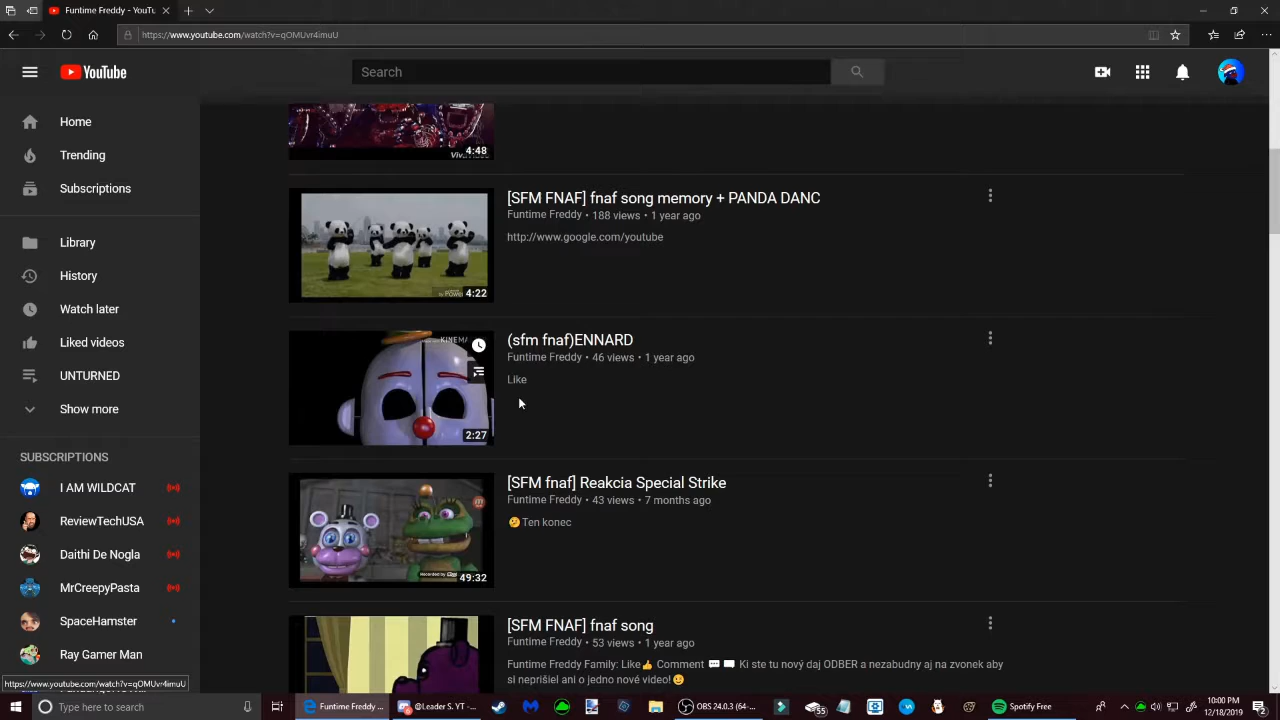 Funtime Freddy - YouTu
https://www.youtube.com/watch?v=qOMUvr4imuU
YouTube
Search
Home
Trending
Subscriptions
Library
History
Watch later
Liked videos
UNTURNED
Show more
SUBSCRIPTIONS
I AM WILDCAT
ReviewTechUSA
Daithi De Nogla
MrCreepyPasta
SpaceHamster
Ray Gamer Man
https://www.youtube.com/watch?v=qOMUvr4imuU
4:48
[SFM FNAF] fnaf song memory + PANDA DANC
Funtime Freddy • 188 views • 1 year ago
http://www.google.com/youtube
4:22
(sfm fnaf)ENNARD
Funtime Freddy • 46 views • 1 year ago
Like
KINEMA
2:27
[SFM fnaf] Reakcia Special Strike
Funtime Freddy • 43 views • 7 months ago
🤔Ten konec
49:32
[SFM FNAF] fnaf song
Funtime Freddy • 53 views • 1 year ago
Funtime Freddy Family: Like👍 Comment 💬 🗨 Ki ste tu nový daj ODBER a nezabudny aj na zvonek aby
si neprišiel ani o jedno nové video!🙂
Type here to search
Funtime Freddy ...
@Leader S. YT - ...
OBS 24.0.3 (64-...
Spotify Free
10:00 PM
12/18/2019